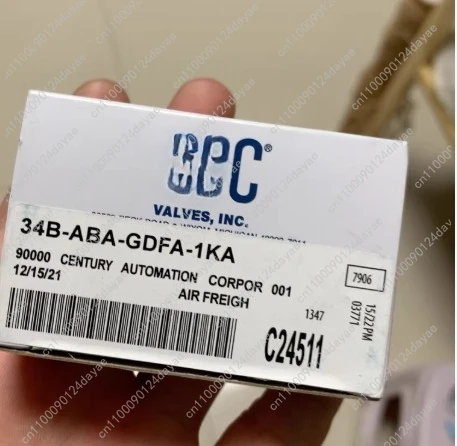 VALVES, INC.
34B-ABA-GDFA-1KA
90000 CENTURY AUTOMATION CORPOR 001
12/15/21
AIR FREIGH
7906
1347
C24511
15/22PM
03771
cn1100090124dayae